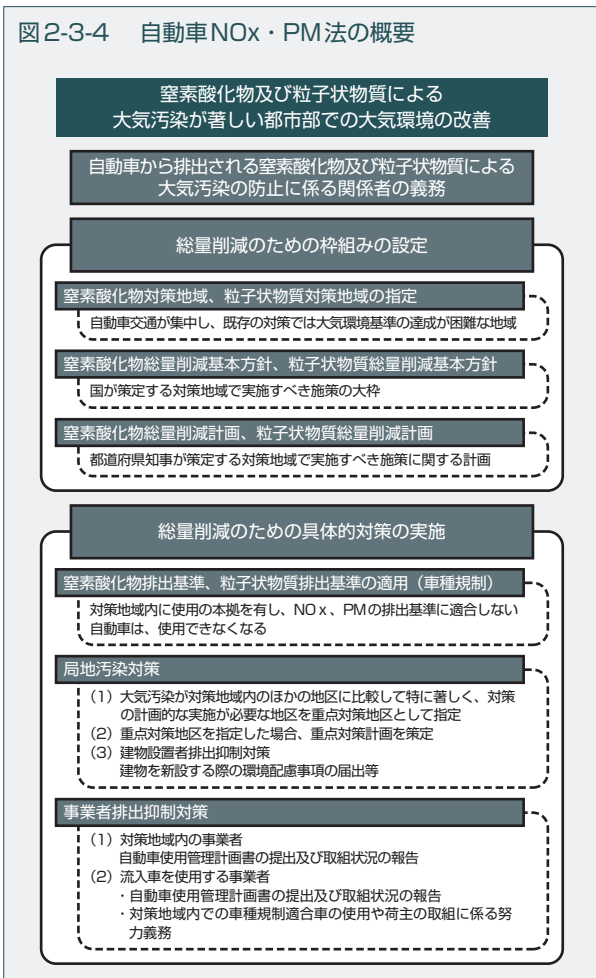 図2-3-4 自動車NOx・PM法の概要
窒素酸化物及び粒子状物質による
大気汚染が著しい都市部での大気環境の改善
自動車から排出される窒素酸化物及び粒子状物質による
大気汚染の防止に係る関係者の義務
総量削減のための枠組みの設定
窒素酸化物対策地域、粒子状物質対策地域の指定
自動車交通が集中し、既存の対策では大気環境基準の達成が困難な地域
窒素酸化物総量削減基本方針、粒子状物質総量削減基本方針
国が策定する対策地域で実施すべき施策の大枠
窒素酸化物総量削減計画、粒子状物質総量削減計画
都道府県知事が策定する対策地域で実施すべき施策に関する計画
総量削減のための具体的対策の実施
窒素酸化物排出基準、粒子状物質排出基準の適用（車種規制）
対策地域内に使用の本拠を有し、NOx、PMの排出基準に適合しない
自動車は、使用できなくなる
局地汚染対策
（1）大気汚染が対策地域内のほかの地区に比較して特に著しく、対策
の計画的な実施が必要な地区を重点対策地区として指定
（2）重点対策地区を指定した場合、重点対策計画を策定
（3）建物設置者排出抑制対策
建物を新設する際の環境配慮事項の届出等
事業者排出抑制対策
（1）対策地域内の事業者
自動車使用管理計画書の提出及び取組状況の報告
（2）流入車を使用する事業者
・自動車使用管理計画書の提出及び取組状況の報告
・対策地域内での車種規制適合車の使用や荷主の取組に係る努
力義務